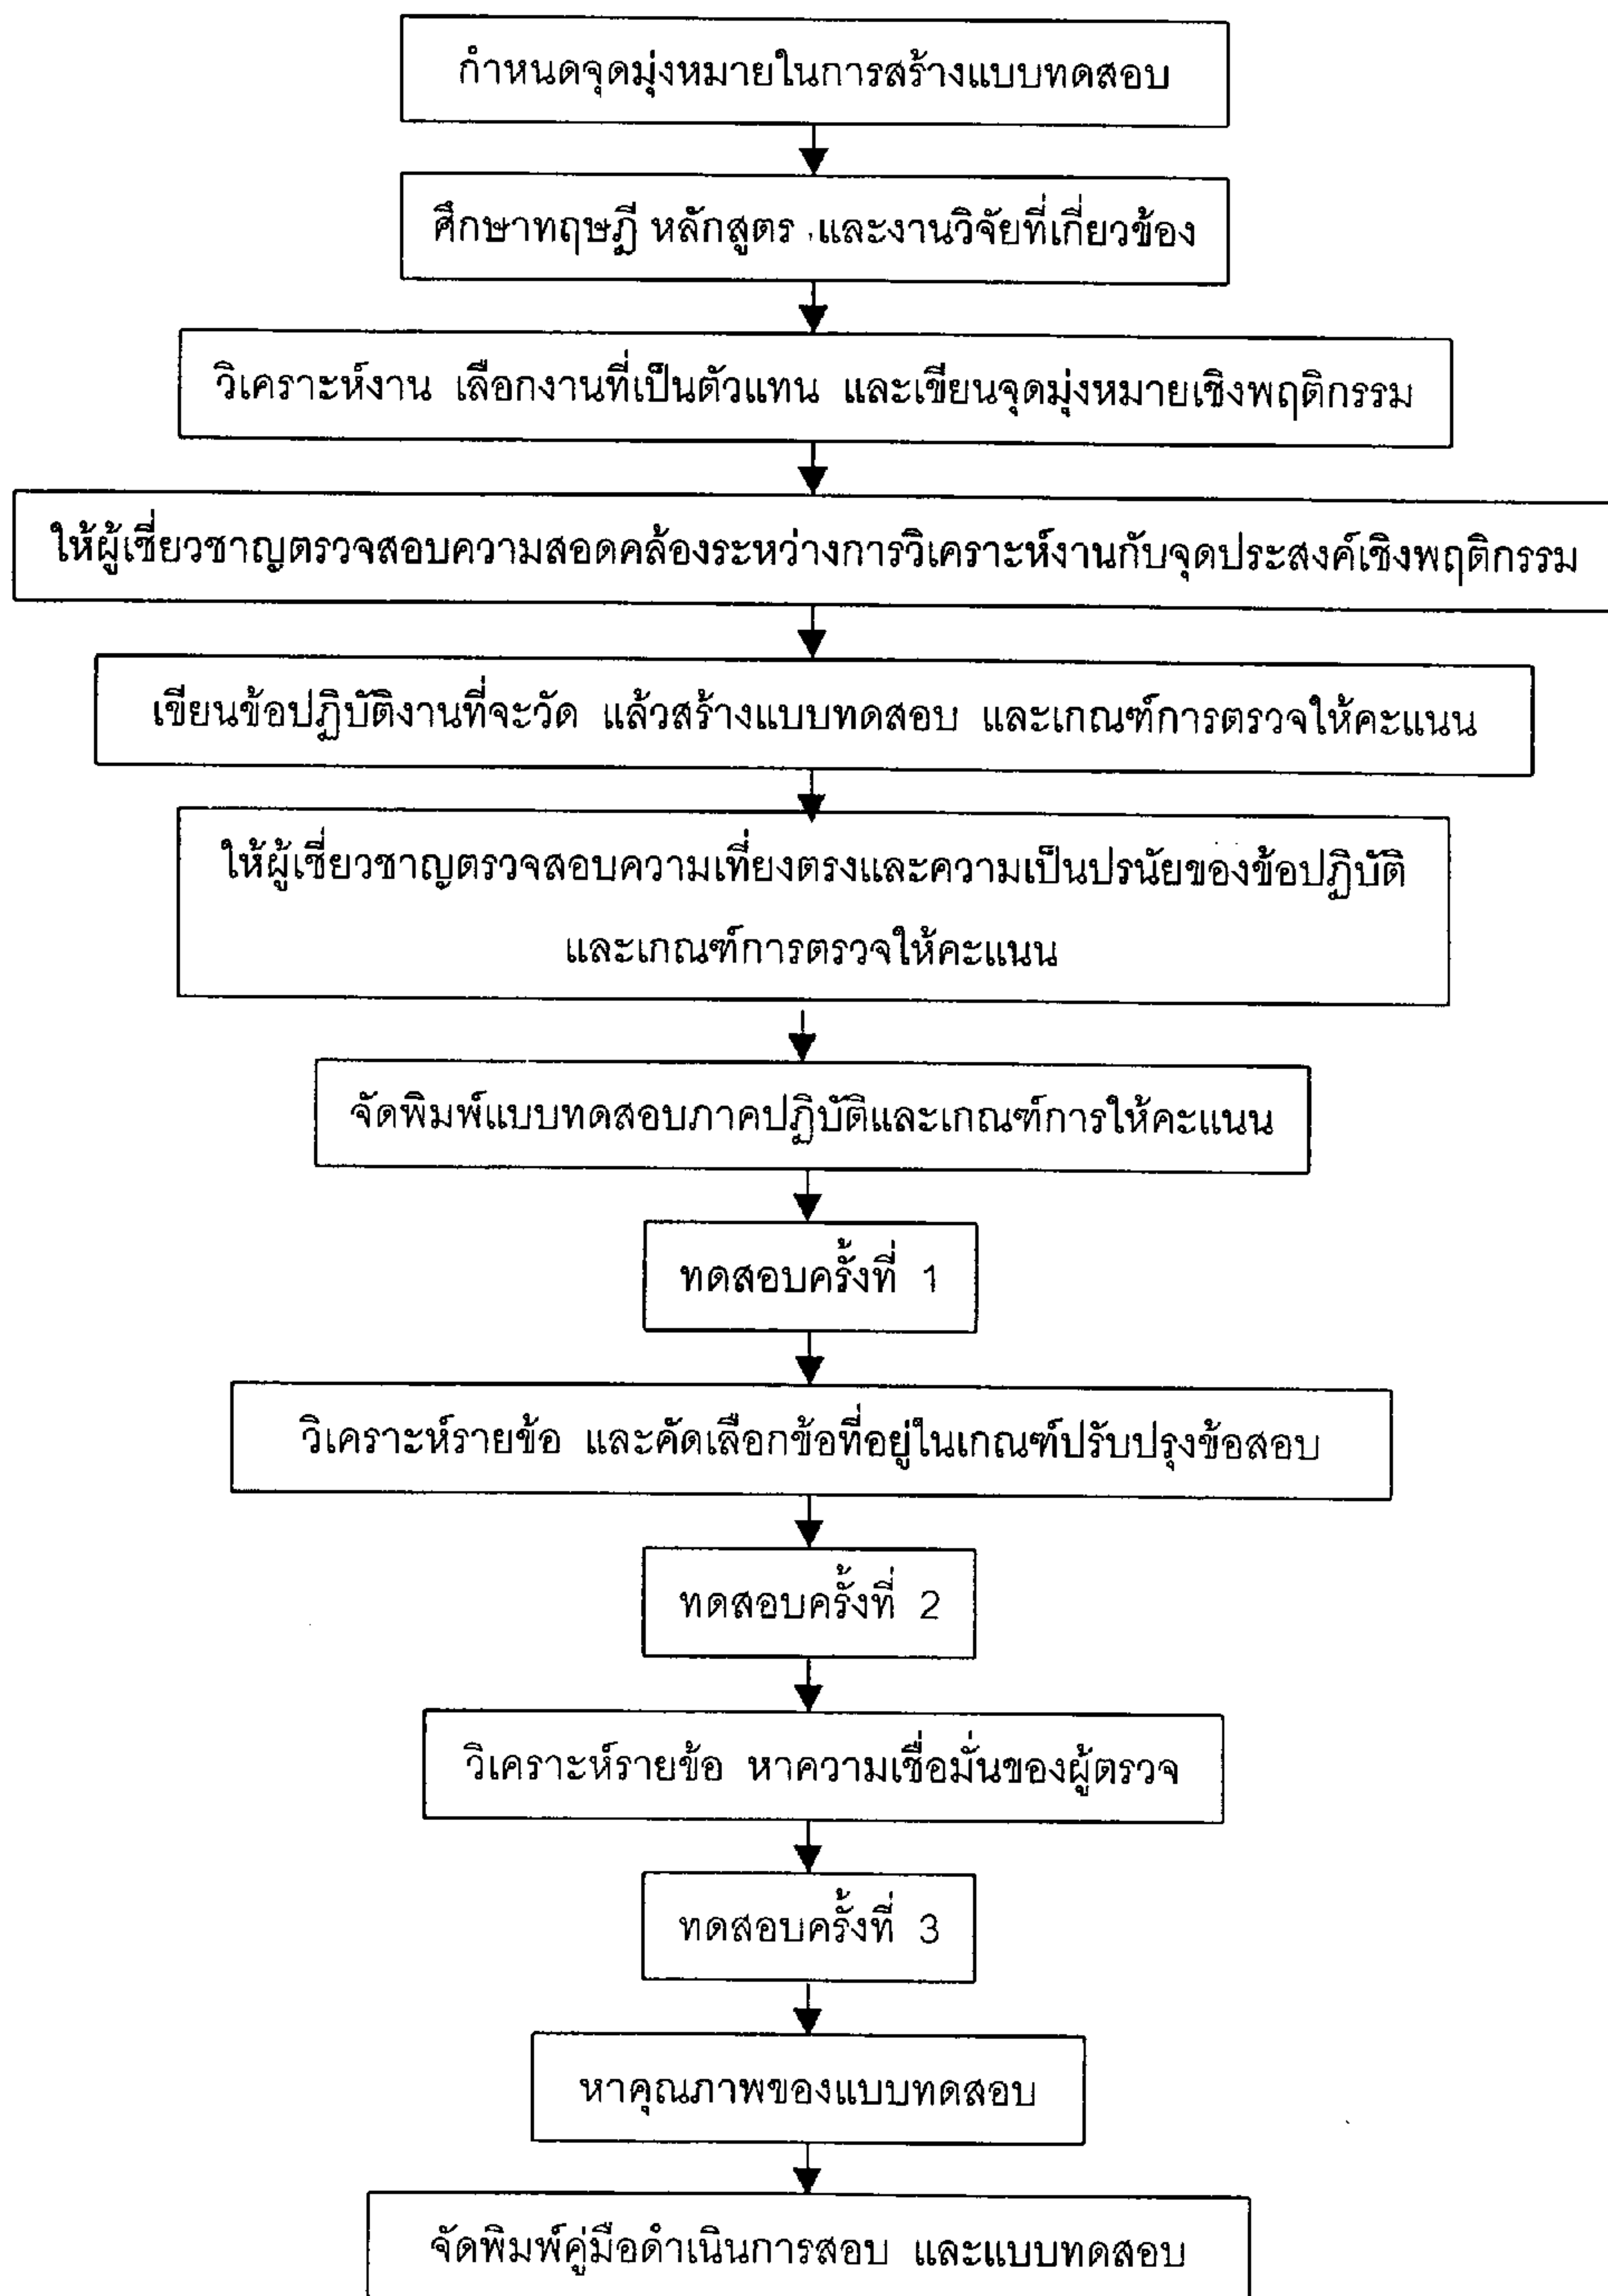 กำหนดจุดมุ่งหมายในการสร้างแบบทดสอบ
ศึกษาทฤษฎี หลักสูตร และงานวิจัยที่เกี่ยวข้อง
วิเคราะห์งาน เลือกงานที่เป็นตัวแทน และเขียนจุดมุ่งหมายเชิงพฤติกรรม
ให้ผู้เชี่ยวชาญตรวจสอบความสอดคล้องระหว่างการวิเคราะห์งานกับจุดประสงค์เชิงพฤติกรรม
เขียนข้อปฏิบัติงานที่จะวัด แล้วสร้างแบบทดสอบ และเกณฑ์การตรวจให้คะแนน
ให้ผู้เชี่ยวชาญตรวจสอบความเที่ยงตรงและความเป็นปรนัยของข้อปฏิบัติ
และเกณฑ์การตรวจให้คะแนน
จัดพิมพ์แบบทดสอบภาคปฏิบัติและเกณฑ์การให้คะแนน
ทดสอบครั้งที่ 1
วิเคราะห์รายข้อ และคัดเลือกข้อที่อยู่ในเกณฑ์ปรับปรุงข้อสอบ
ทดสอบครั้งที่ 2
วิเคราะห์รายข้อ หาความเชื่อมั่นของผู้ตรวจ
ทดสอบครั้งที่ 3
หาคุณภาพของแบบทดสอบ
จัดพิมพ์คู่มือดำเนินการสอบ และแบบทดสอบ